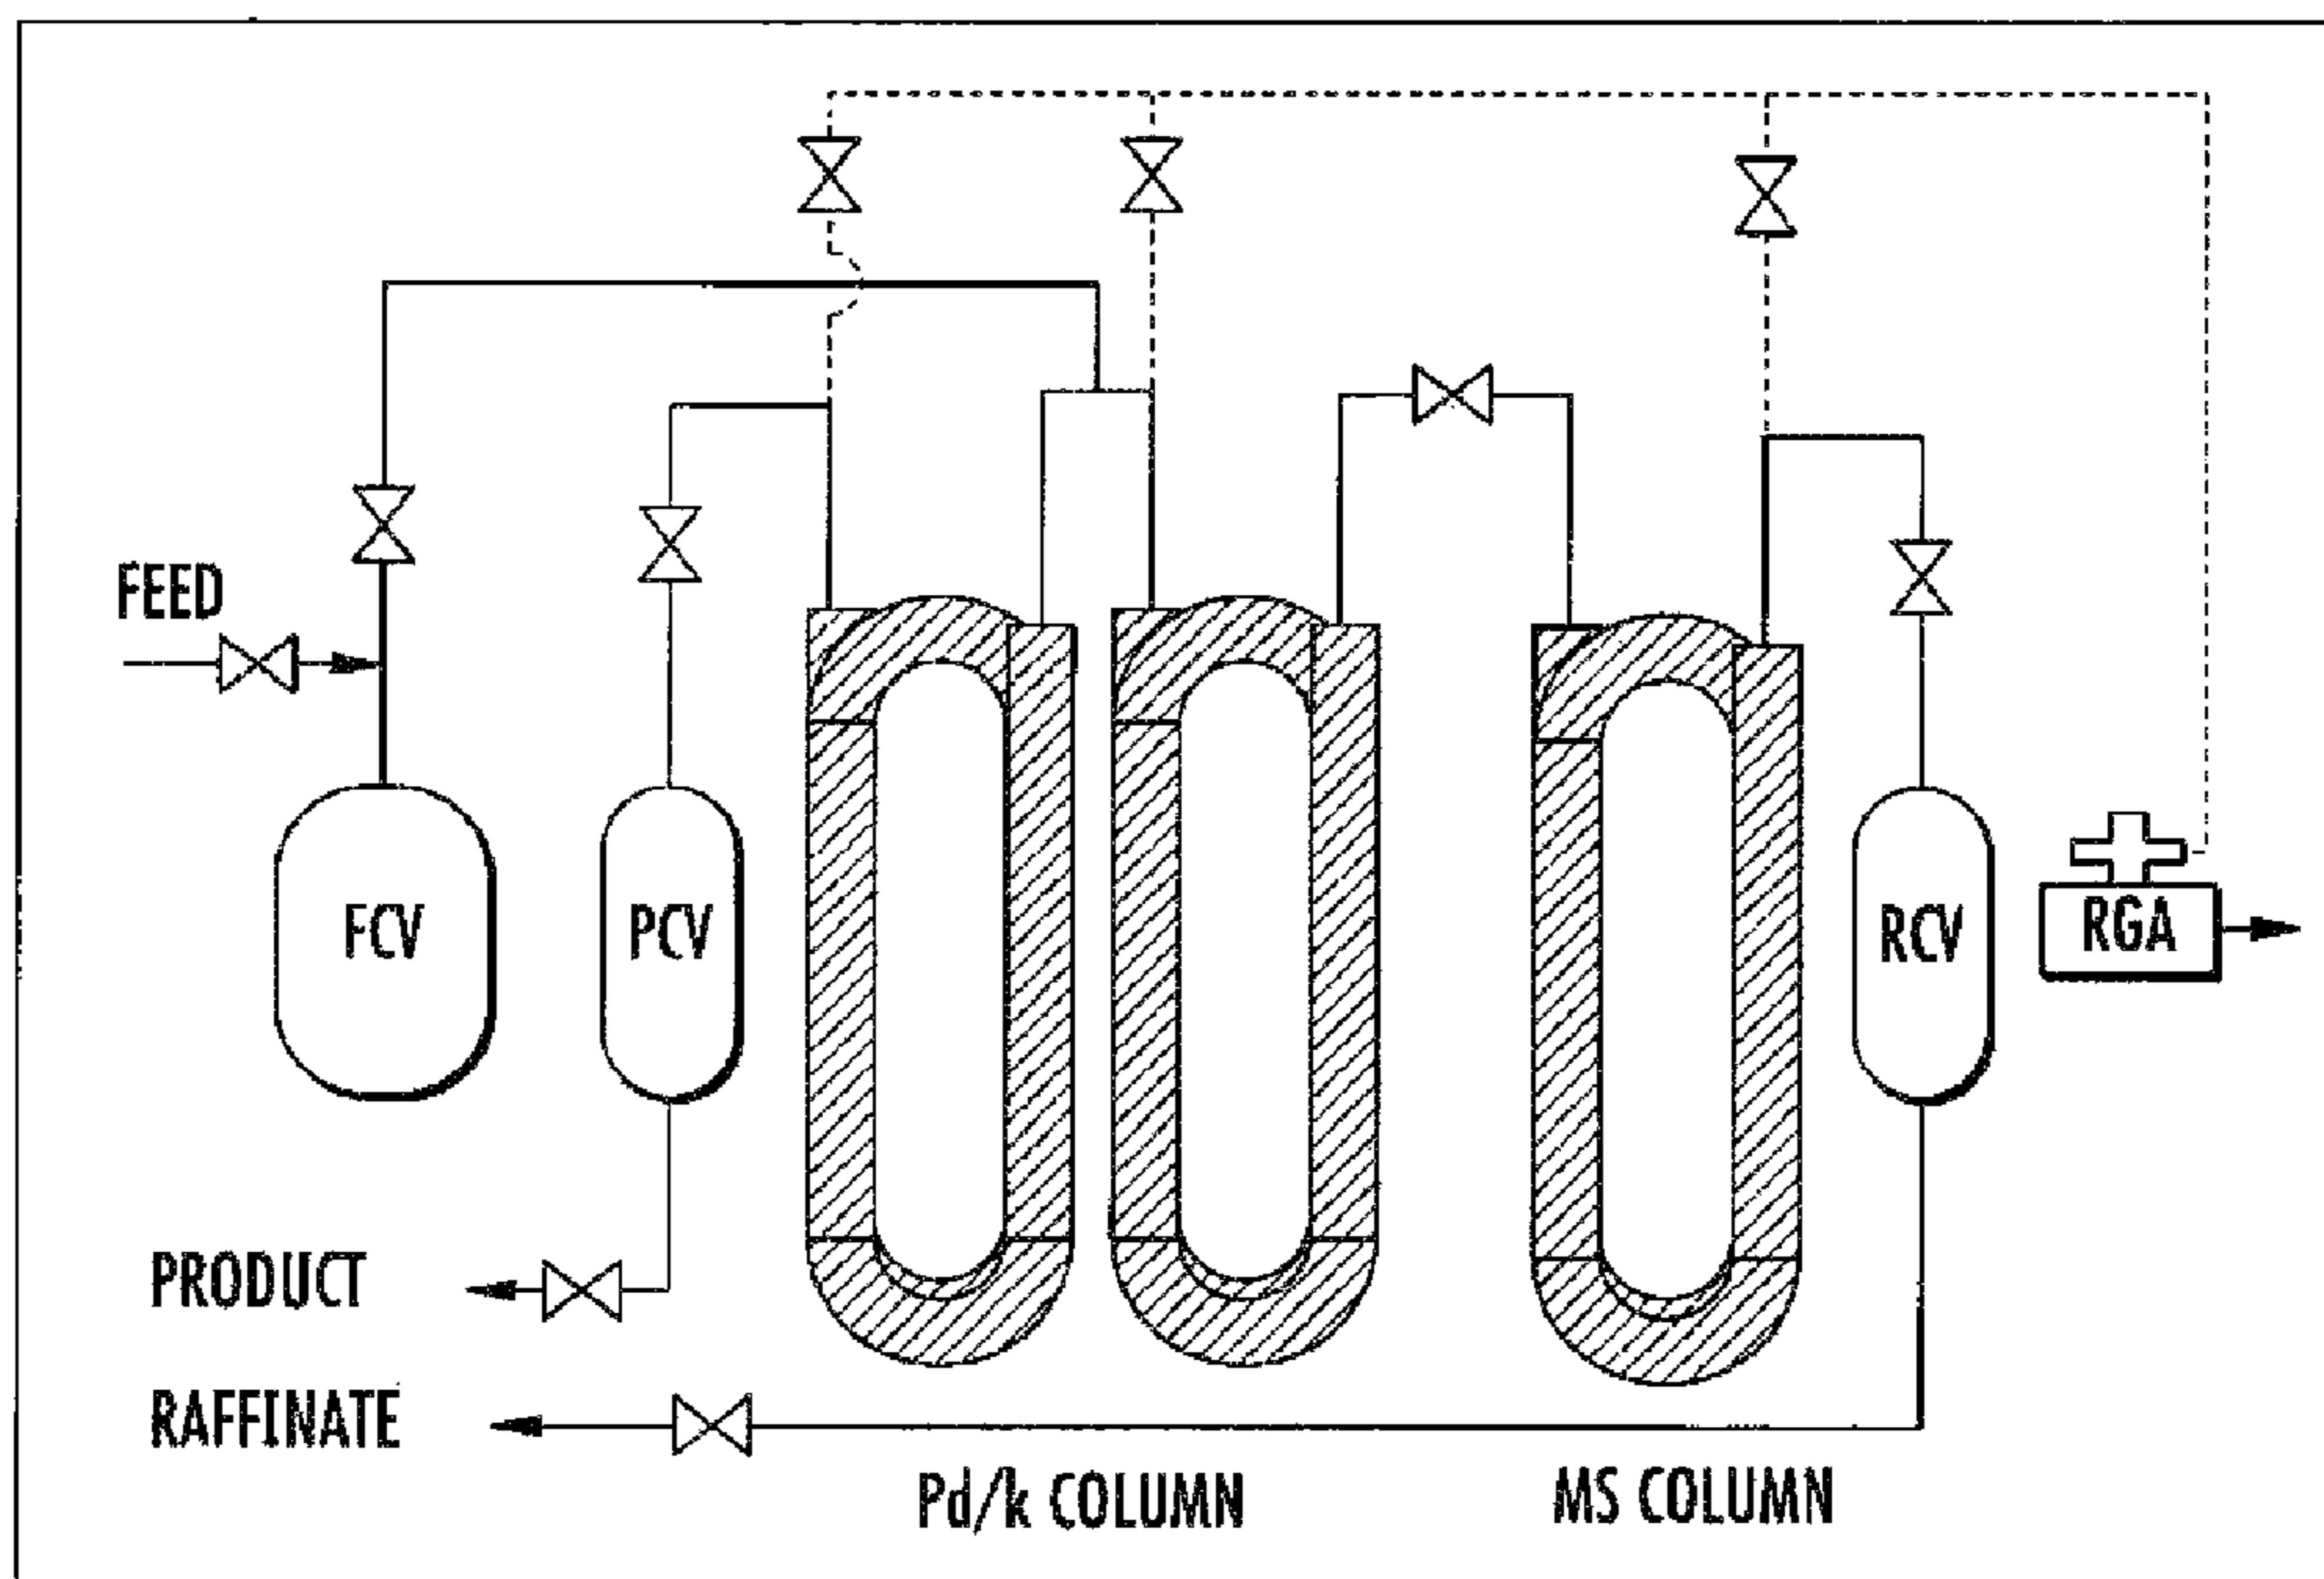 FEED
FCV
PCV
RCV
RGA
PRODUCT
RAFFINATE
Pd/k COLUMN
MS COLUMN